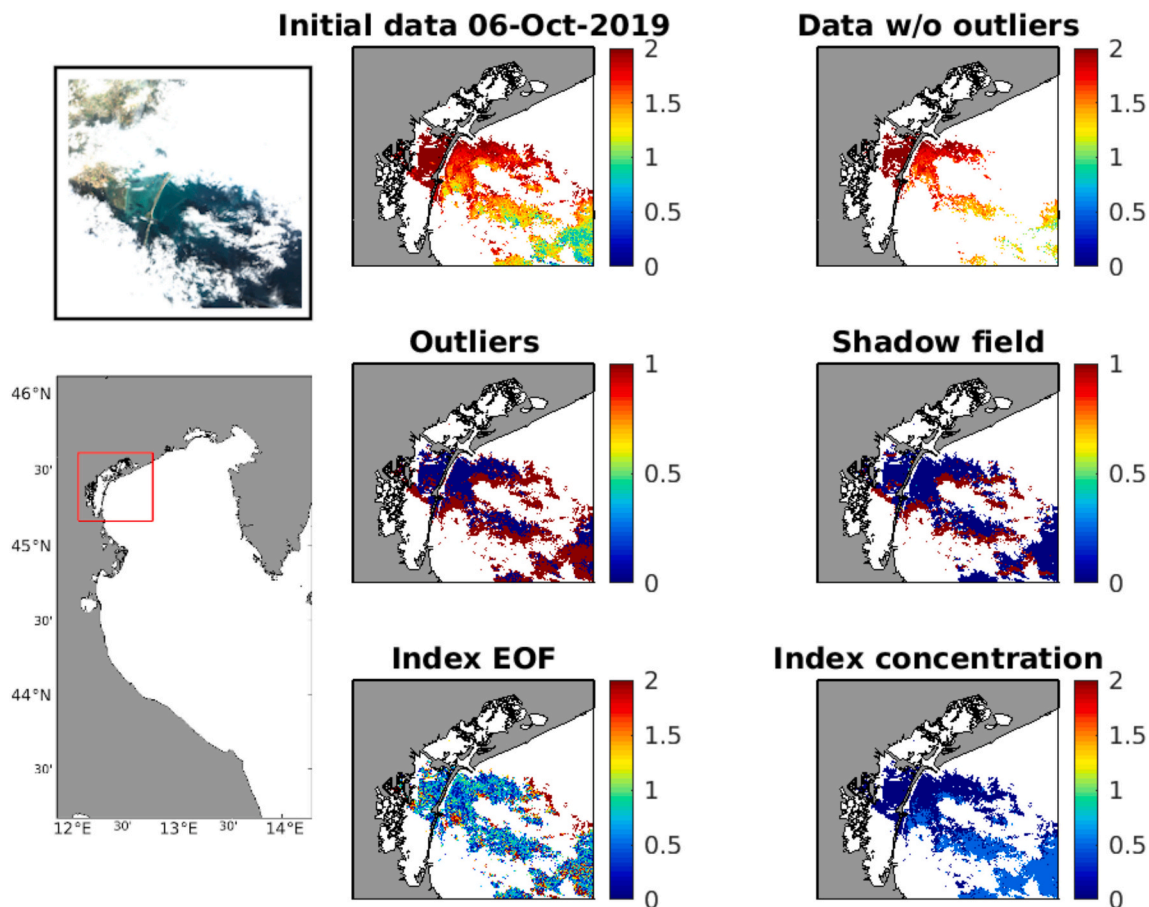 Initial data 06-Oct-2019
2
1.5
1
0.5
0
Data w/o outliers
2
1.5
1
0.5
0
Outliers
1
0.5
0
Shadow field
1
0.5
0
46°N
30'
45°N
30'
44°N
30'
12°E 30' 13°E 30' 14°E
Index EOF
2
1.5
1
0.5
0
Index concentration
2
1.5
1
0.5
0